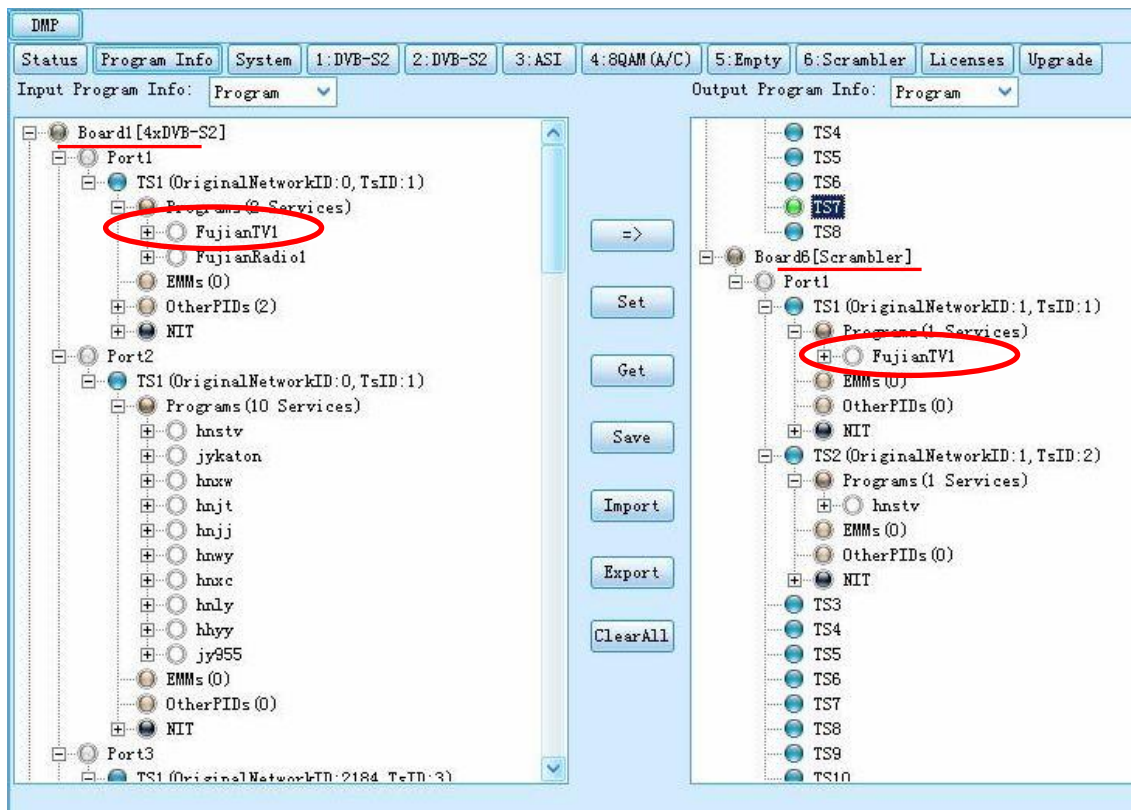 DMP
Status Program Info System 1:DVB-S2 2:DVB-S2 3:ASI 4:8QAM(A/C) 5:Empty 6:Scrambler Licenses Upgrade
Input Program Info: Program
Output Program Info: Program
Board1[4xDVB-S2]
Port1
TS1(OriginalNetworkID:0,TsID:1)
Programs(2 Services)
FujianTV1
FujianRadio1
EMMs(0)
OtherPIDs(2)
NIT
Port2
TS1(OriginalNetworkID:0,TsID:1)
Programs(10 Services)
hnstv
jykaton
hnxw
hnjt
hnjj
hnwy
hnxc
hnly
hhyy
jy955
EMMs(0)
OtherPIDs(0)
NIT
Port3
TS1(OriginalNetworkID:2184,TsID:3)
=>
Set
Get
Save
Import
Export
ClearAll
TS4
TS5
TS6
TS7
TS8
Board6[Scrambler]
Port1
TS1(OriginalNetworkID:1,TsID:1)
Programs(1 Services)
FujianTV1
EMMs(0)
OtherPIDs(0)
NIT
TS2(OriginalNetworkID:1,TsID:2)
Programs(1 Services)
hnstv
EMMs(0)
OtherPIDs(0)
NIT
TS3
TS4
TS5
TS6
TS7
TS8
TS9
TS10